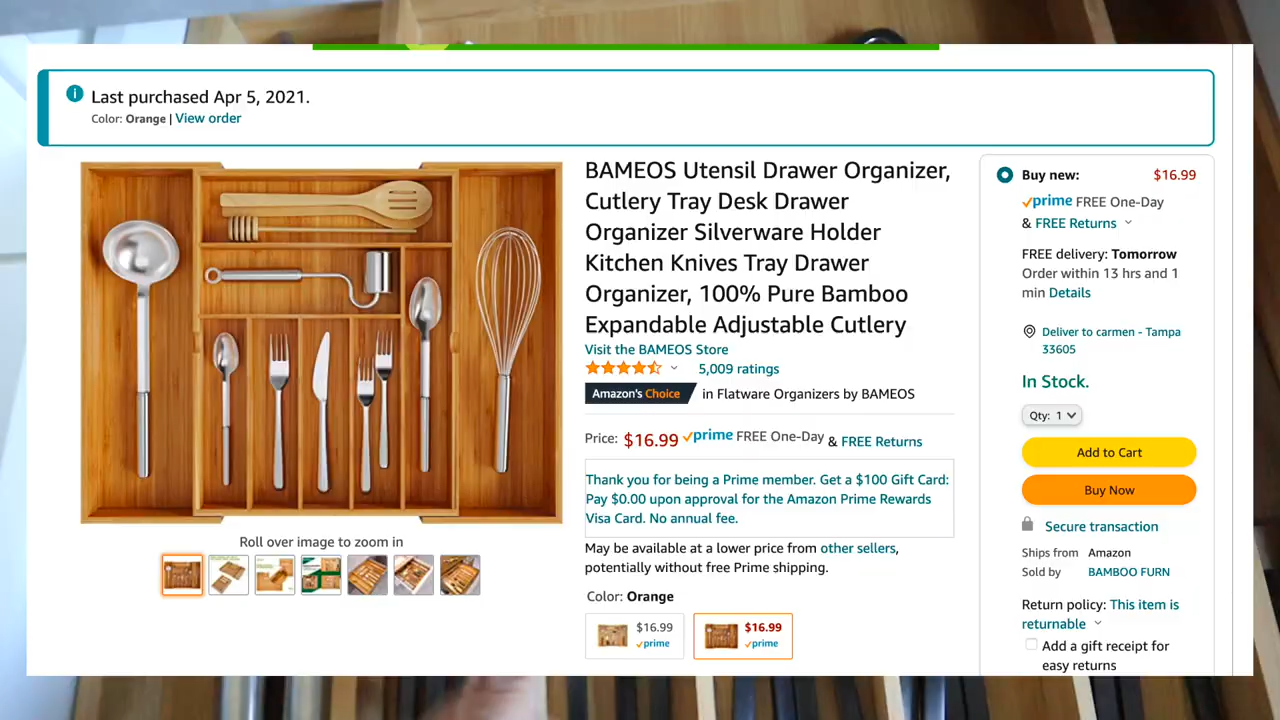 Last purchased Apr 5, 2021.
Color: Orange | View order
BAMEOS Utensil Drawer Organizer,
Cutlery Tray Desk Drawer
Organizer Silverware Holder
Kitchen Knives Tray Drawer
Organizer, 100% Pure Bamboo
Expandable Adjustable Cutlery
Visit the BAMEOS Store
5,009 ratings
Amazon's Choice in Flatware Organizers by BAMEOS
Price: $16.99 prime FREE One-Day & FREE Returns
Thank you for being a Prime member. Get a $100 Gift Card:
Pay $0.00 upon approval for the Amazon Prime Rewards
Visa Card. No annual fee.
May be available at a lower price from other sellers,
potentially without free Prime shipping.
Color: Orange
$16.99
prime
$16.99
prime
Roll over image to zoom in
Buy new: $16.99
prime FREE One-Day
& FREE Returns
FREE delivery: Tomorrow
Order within 13 hrs and 1
min Details
Deliver to carmen - Tampa
33605
In Stock.
Qty: 1
Add to Cart
Buy Now
Secure transaction
Ships from Amazon
Sold by BAMBOO FURN
Return policy: This item is
returnable
Add a gift receipt for
easy returns